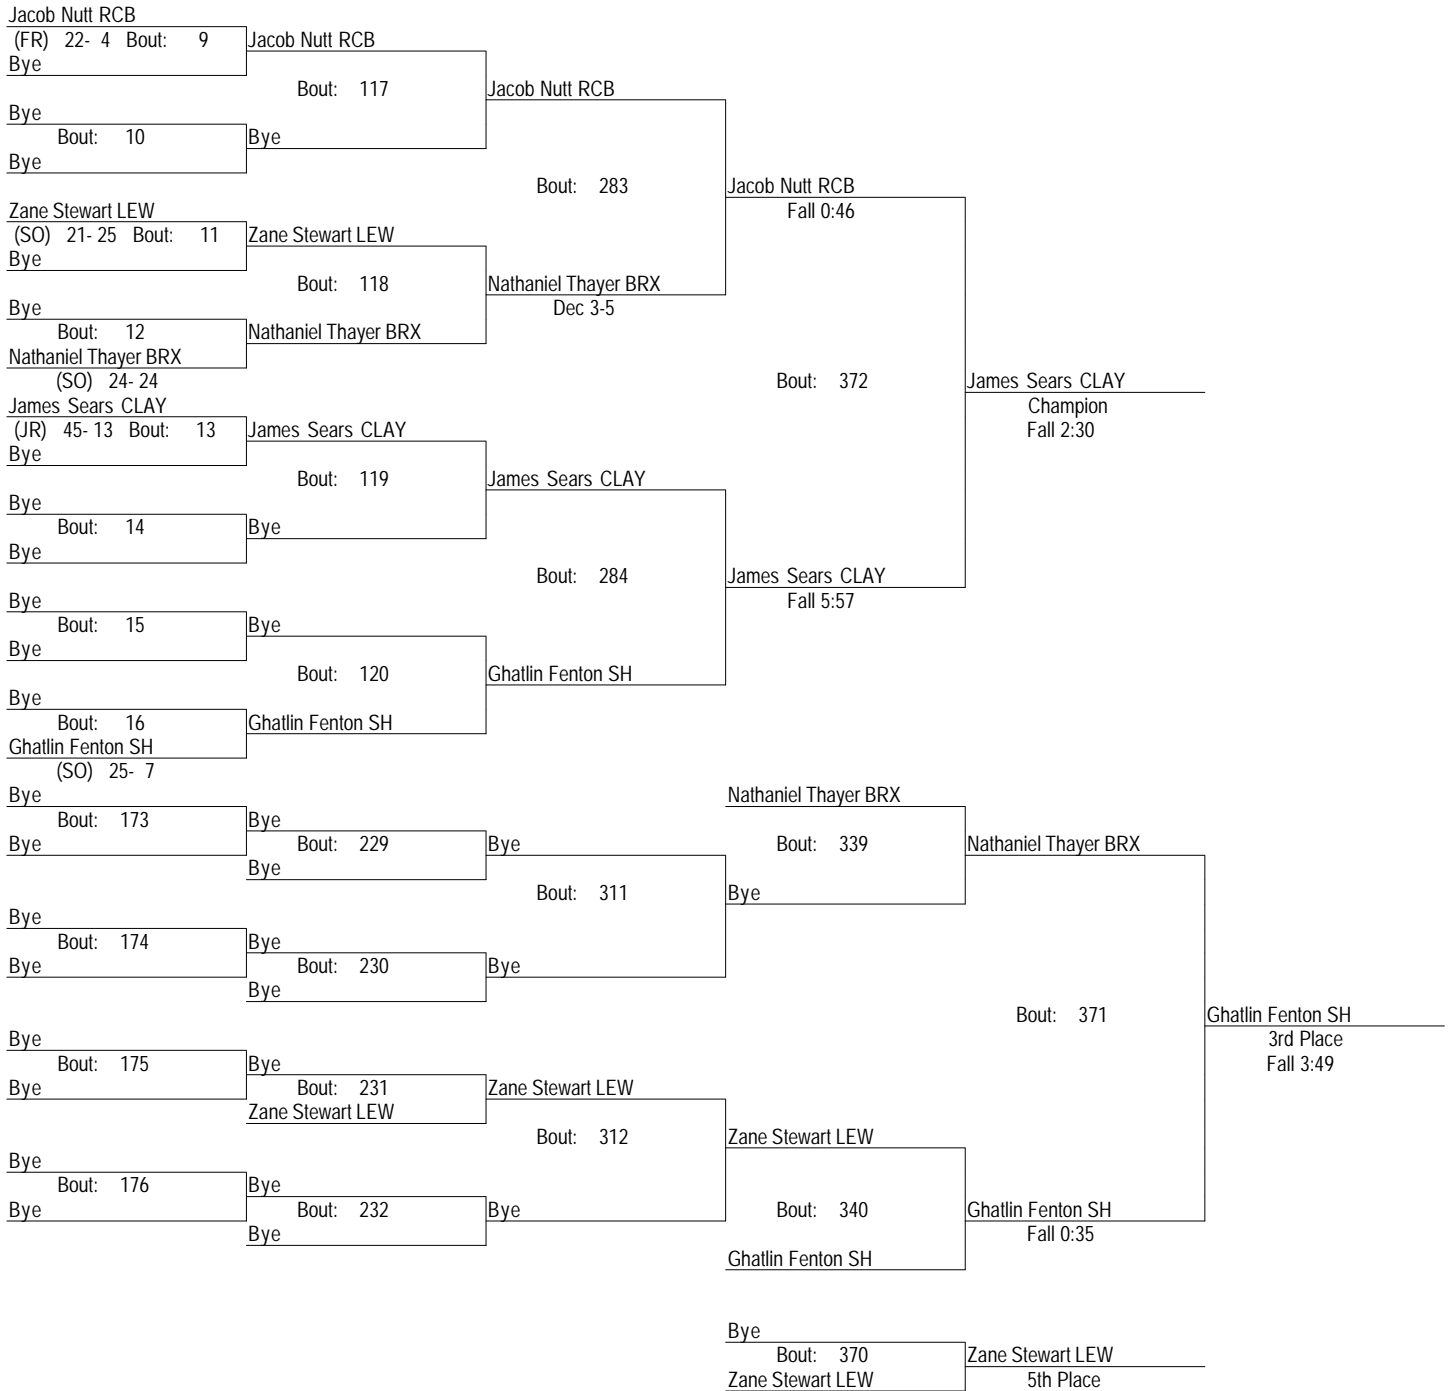 Jacob Nutt RCB
(FR) 22- 4 Bout: 9 Jacob Nutt RCB
Bye
Bout: 117 Jacob Nutt RCB
Bye
Bout: 10 Bye
Bye
Bout: 283 Jacob Nutt RCB
Zane Stewart LEW Fall 0:46
(SO) 21- 25 Bout: 11 Zane Stewart LEW
Bye
Bout: 118 Nathaniel Thayer BRX
Bye Dec 3-5
Bout: 12 Nathaniel Thayer BRX
Nathaniel Thayer BRX
(SO) 24- 24 Bout: 372 James Sears CLAY
James Sears CLAY Champion
(JR) 45- 13 Bout: 13 James Sears CLAY Fall 2:30
Bye
Bout: 119 James Sears CLAY
Bye
Bout: 14 Bye
Bye
Bout: 284 James Sears CLAY
Bye Fall 5:57
Bout: 15 Bye
Bye
Bout: 120 Ghatlin Fenton SH
Bye
Bout: 16 Ghatlin Fenton SH
Ghatlin Fenton SH
(SO) 25- 7
Bye Nathaniel Thayer BRX
Bout: 173 Bye
Bye Bout: 229 Bye Bout: 339 Nathaniel Thayer BRX
Bye
Bout: 311 Bye
Bye
Bout: 174 Bye
Bye Bout: 230 Bye
Bye
Bout: 371 Ghatlin Fenton SH
Bye 3rd Place
Bout: 175 Bye Fall 3:49
Bye Bout: 231 Zane Stewart LEW
Zane Stewart LEW
Bout: 312 Zane Stewart LEW
Bye
Bout: 176 Bye
Bye Bout: 232 Bye Bout: 340 Ghatlin Fenton SH
Bye Fall 0:35
Ghatlin Fenton SH
Bye
Bout: 370 Zane Stewart LEW
Zane Stewart LEW 5th Place